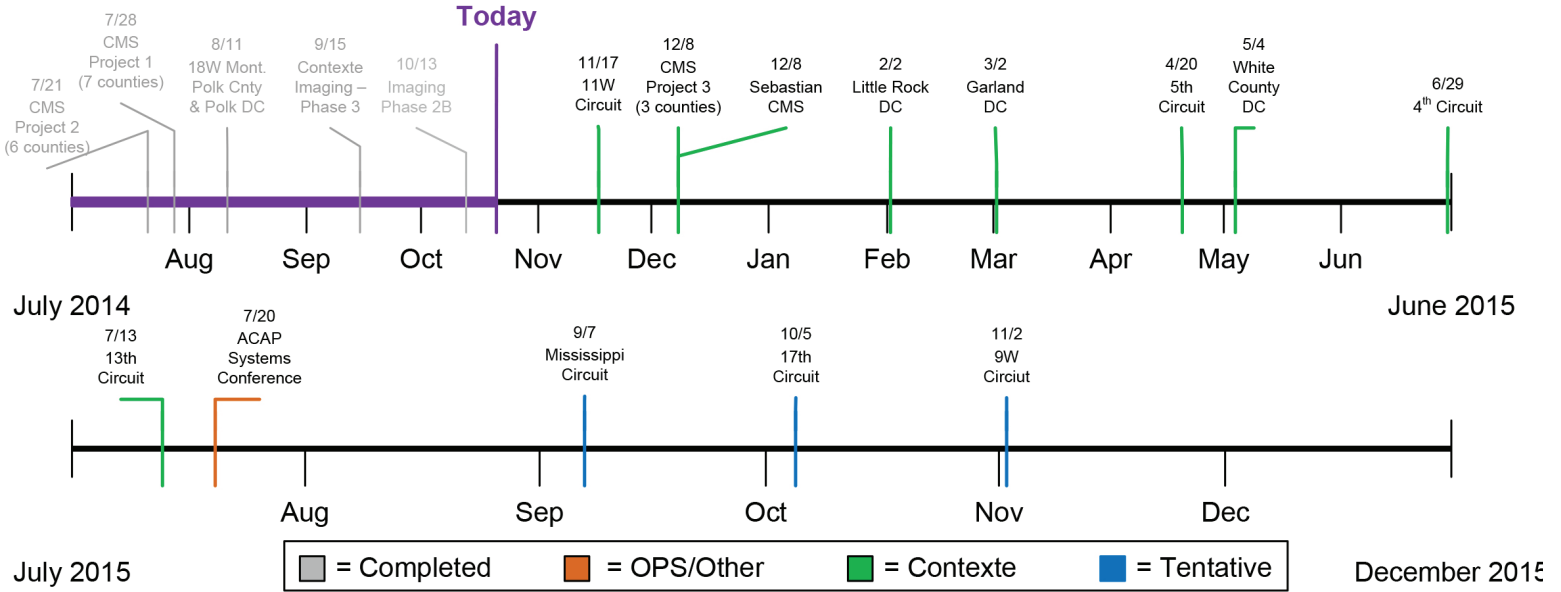 Today
7/21
CMS
Project 2
(6 counties)
7/28
CMS
Project 1
(7 counties)
8/11
18W Mont.
Polk Cnty
& Polk DC
9/15
Contexte
Imaging –
Phase 3
10/13
Imaging
Phase 2B
11/17
11W
Circuit
12/8
CMS
Project 3
(3 counties)
12/8
Sebastian
CMS
2/2
Little Rock
DC
3/2
Garland
DC
4/20
5th
Circuit
5/4
White
County
DC
6/29
4th Circuit
Aug
Sep
Oct
Nov
Dec
Jan
Feb
Mar
Apr
May
Jun
July 2014
June 2015
7/13
13th
Circuit
7/20
ACAP
Systems
Conference
9/7
Mississippi
Circuit
10/5
17th
Circuit
11/2
9W
Circiut
Aug
Sep
Oct
Nov
Dec
July 2015
December 2015
= Completed
= OPS/Other
= Contexte
= Tentative